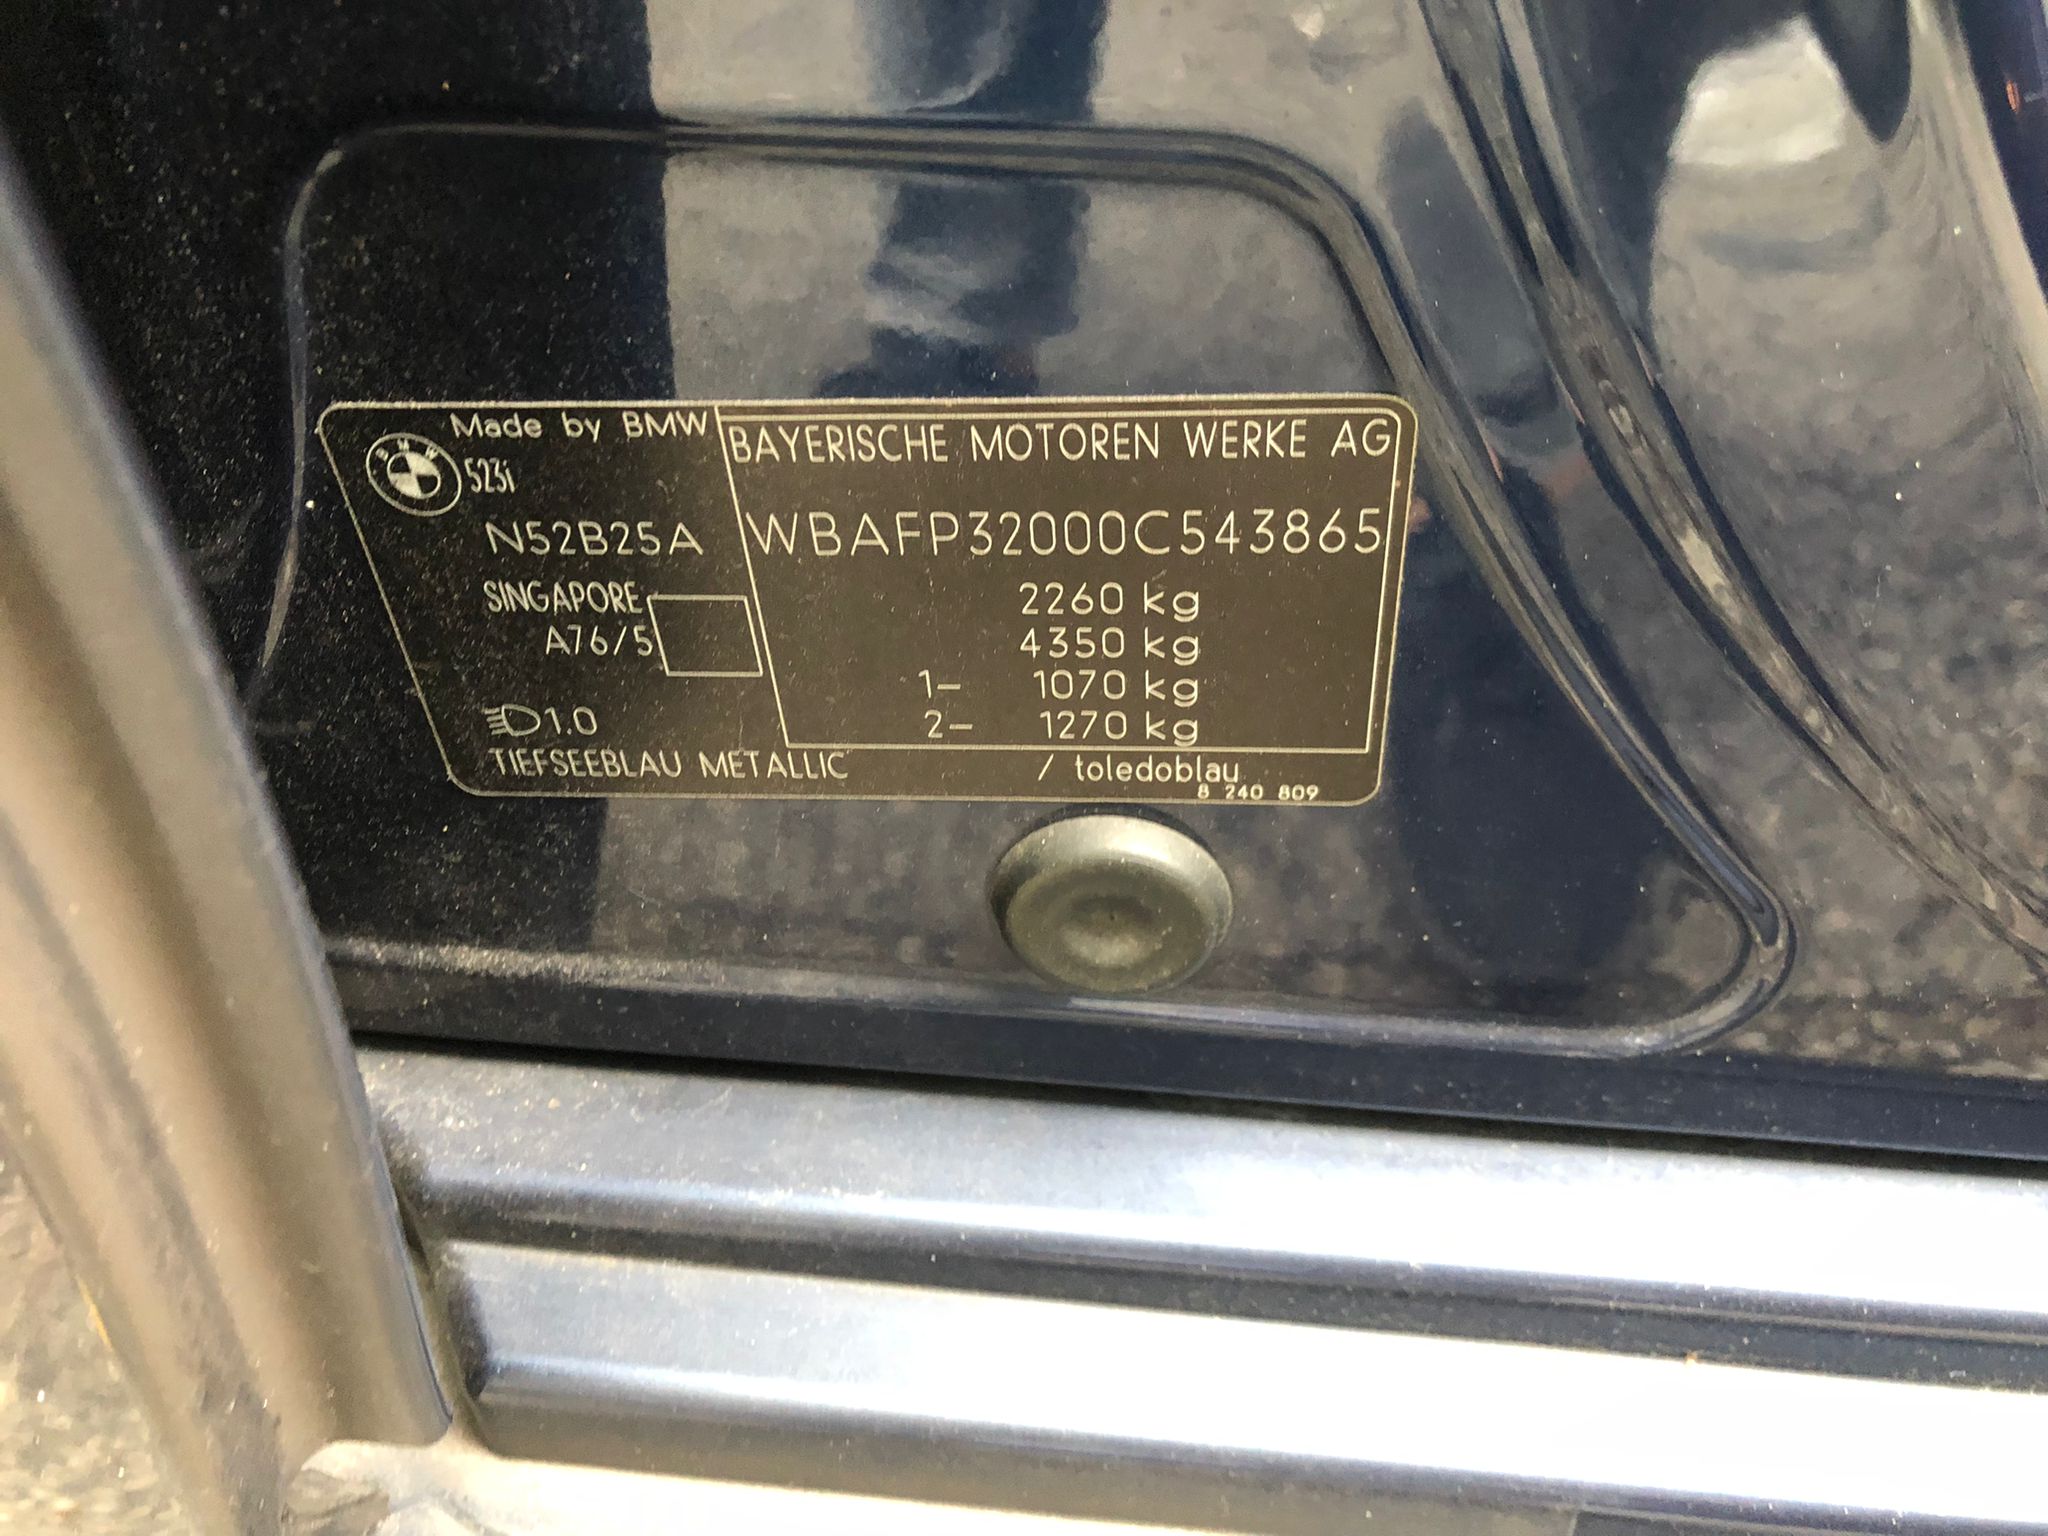 Made by BMW
BMW
523i
N52B25A
SINGAPORE
A76/5
1.0
BAYERISCHE MOTOREN WERKE AG
WBAFP32000C543865
2260 kg
4350 kg
1- 1070 kg
2- 1270 kg
TIEFSEEBLAU METALLIC / toledoblau
8 240 809